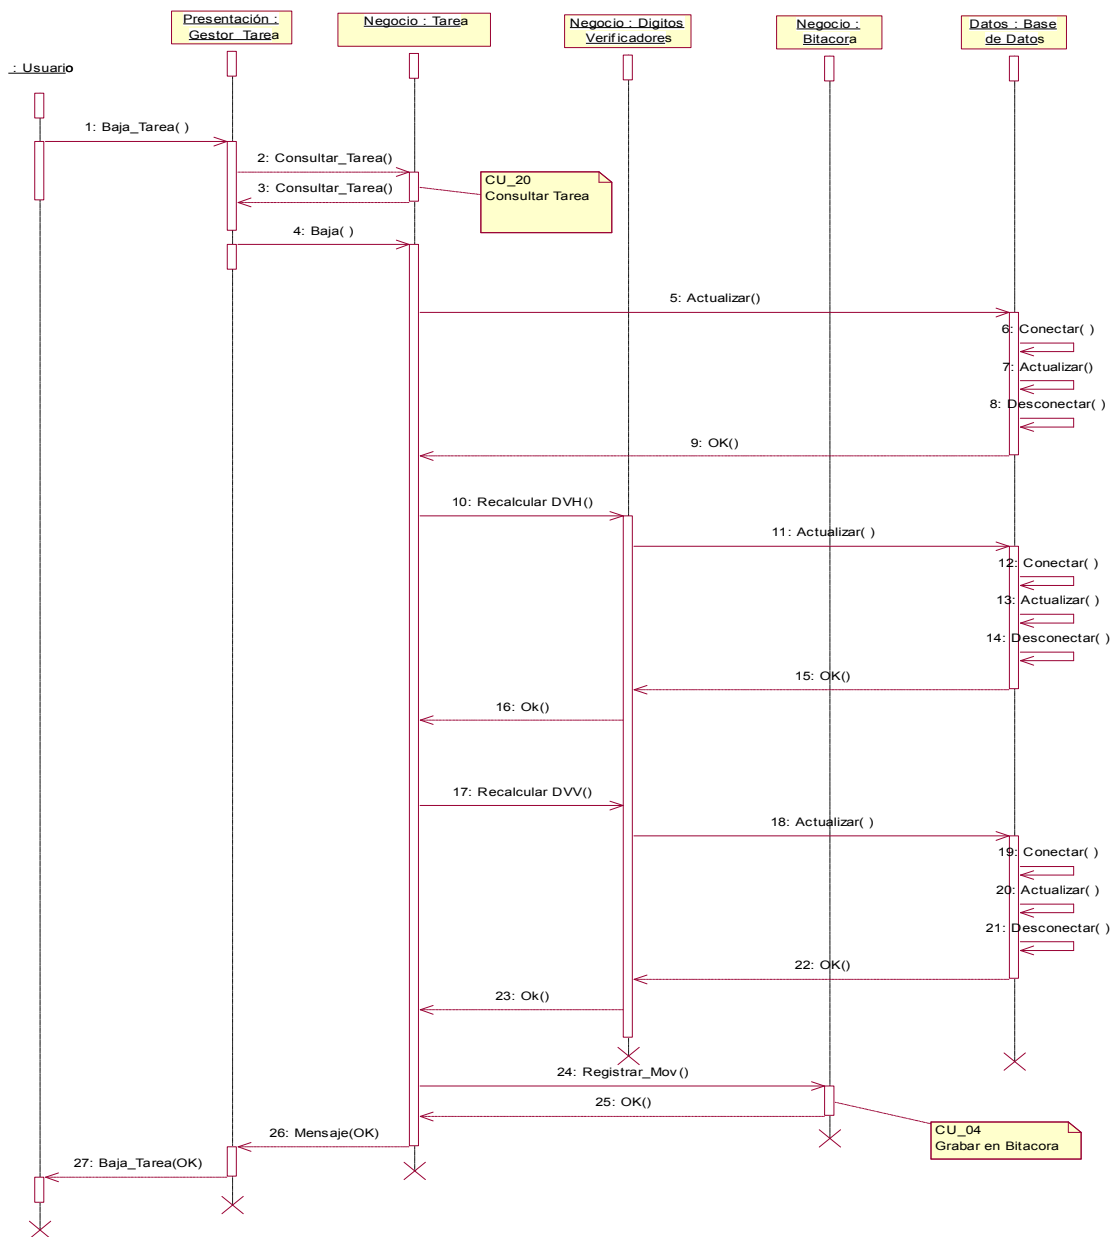 Presentación :
Gestor_Tarea
Negocio : Tarea
Negocio : Digitos
Verificadores
Negocio :
Bitacora
Datos : Base
de Datos
: Usuario
1: Baja_Tarea( )
2: Consultar_Tarea()
CU_20
Consultar Tarea
3: Consultar_Tarea()
4: Baja( )
5: Actualizar()
6: Conectar( )
7: Actualizar()
8: Desconectar( )
9: OK()
10: Recalcular DVH()
11: Actualizar( )
12: Conectar( )
13: Actualizar( )
14: Desconectar( )
15: OK()
16: Ok()
17: Recalcular DVV()
18: Actualizar( )
19: Conectar( )
20: Actualizar( )
21: Desconectar( )
22: OK()
23: Ok()
24: Registrar_Mov()
25: OK()
CU_04
Grabar en Bitacora
26: Mensaje(OK)
27: Baja_Tarea(OK)